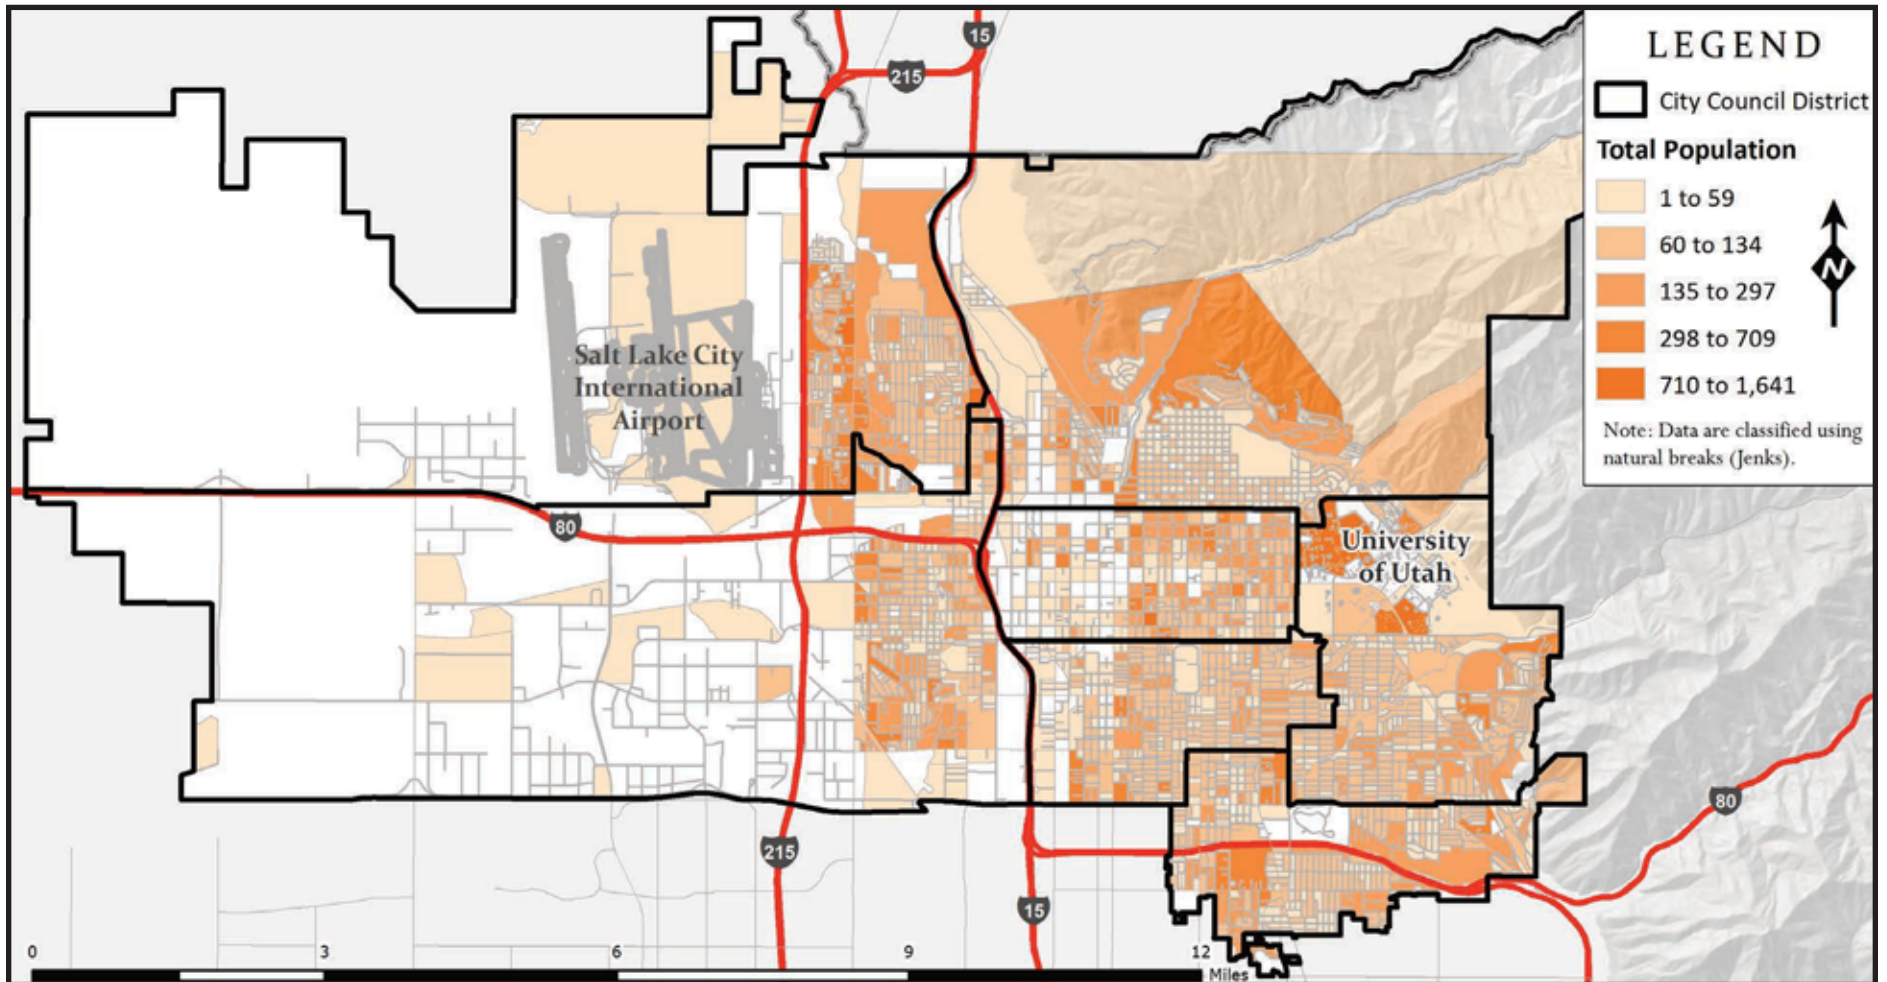 LEGEND
City Council District
Total Population
1 to 59
60 to 134
135 to 297
298 to 709
710 to 1,641
N
Note: Data are classified using
natural breaks (Jenks).
15
215
Salt Lake City
International
Airport
80
University
of Utah
80
215
15
0 3 6 9 12
Miles